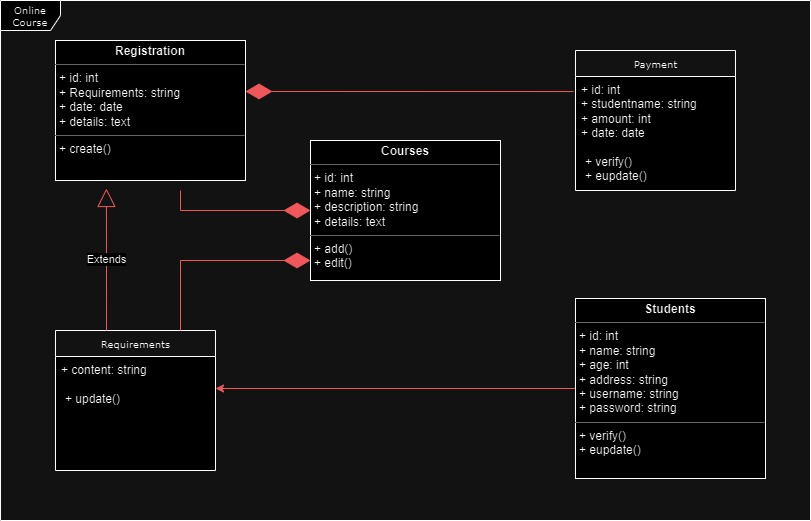 Online
Course
Registration
+ id: int
+ Requirements: string
+ date: date
+ details: text
+ create()
Payment
+ id: int
+ studentname: string
+ amount: int
+ date: date
+ verify()
+ eupdate()
Courses
+ id: int
+ name: string
+ description: string
+ details: text
+ add()
+ edit()
Extends
Requirements
+ content: string
+ update()
Students
+ id: int
+ name: string
+ age: int
+ address: string
+ username: string
+ password: string
+ verify()
+ eupdate()